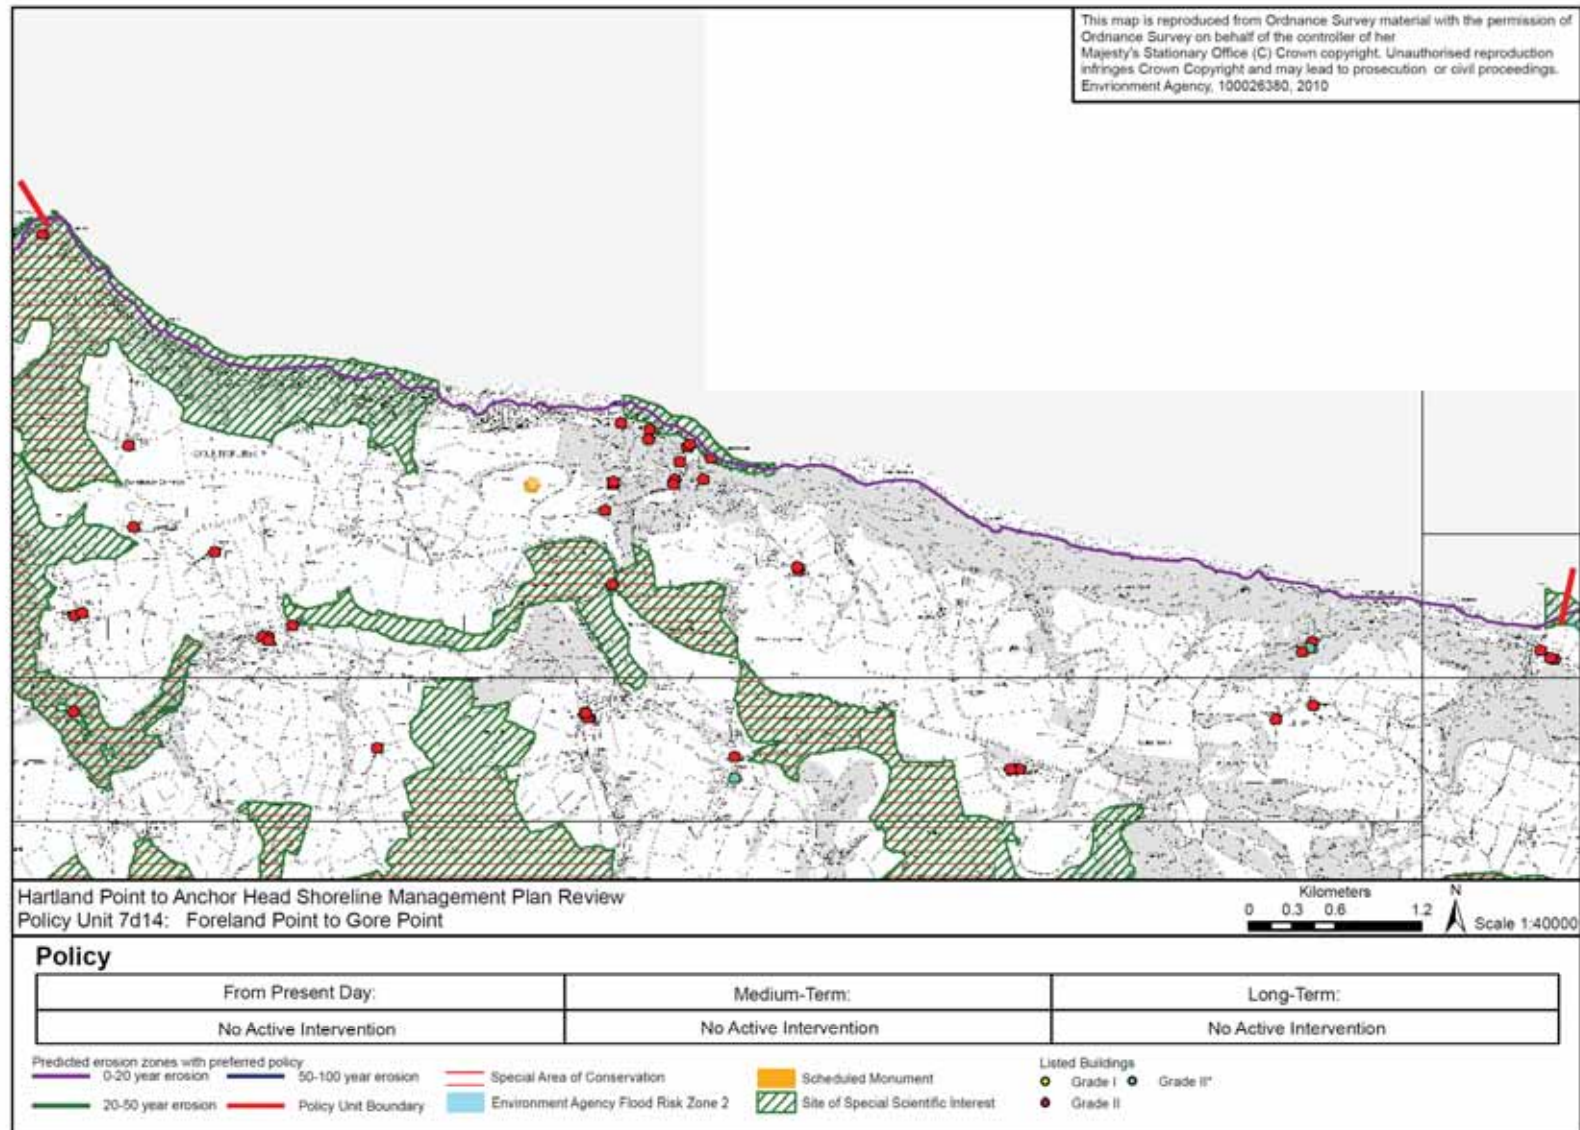 This map is reproduced from Ordnance Survey material with the permission of
Ordnance Survey on behalf of the controller of her
Majesty's Stationary Office (C) Crown copyright. Unauthorised reproduction
infringes Crown Copyright and may lead to prosecution or civil proceedings.
Envrionment Agency, 100026380, 2010
Hartland Point to Anchor Head Shoreline Management Plan Review
Policy Unit 7d14: Foreland Point to Gore Point
Kilometers
0 0.3 0.6 1.2
N
Scale 1:40000
Policy
From Present Day: Medium-Term: Long-Term:
No Active Intervention No Active Intervention No Active Intervention
Predicted erosion zones with preferred policy
0-20 year erosion 50-100 year erosion Special Area of Conservation Scheduled Monument
20-50 year erosion Policy Unit Boundary Environment Agency Flood Risk Zone 2 Site of Special Scientific Interest
Listed Buildings
Grade I Grade II*
Grade II